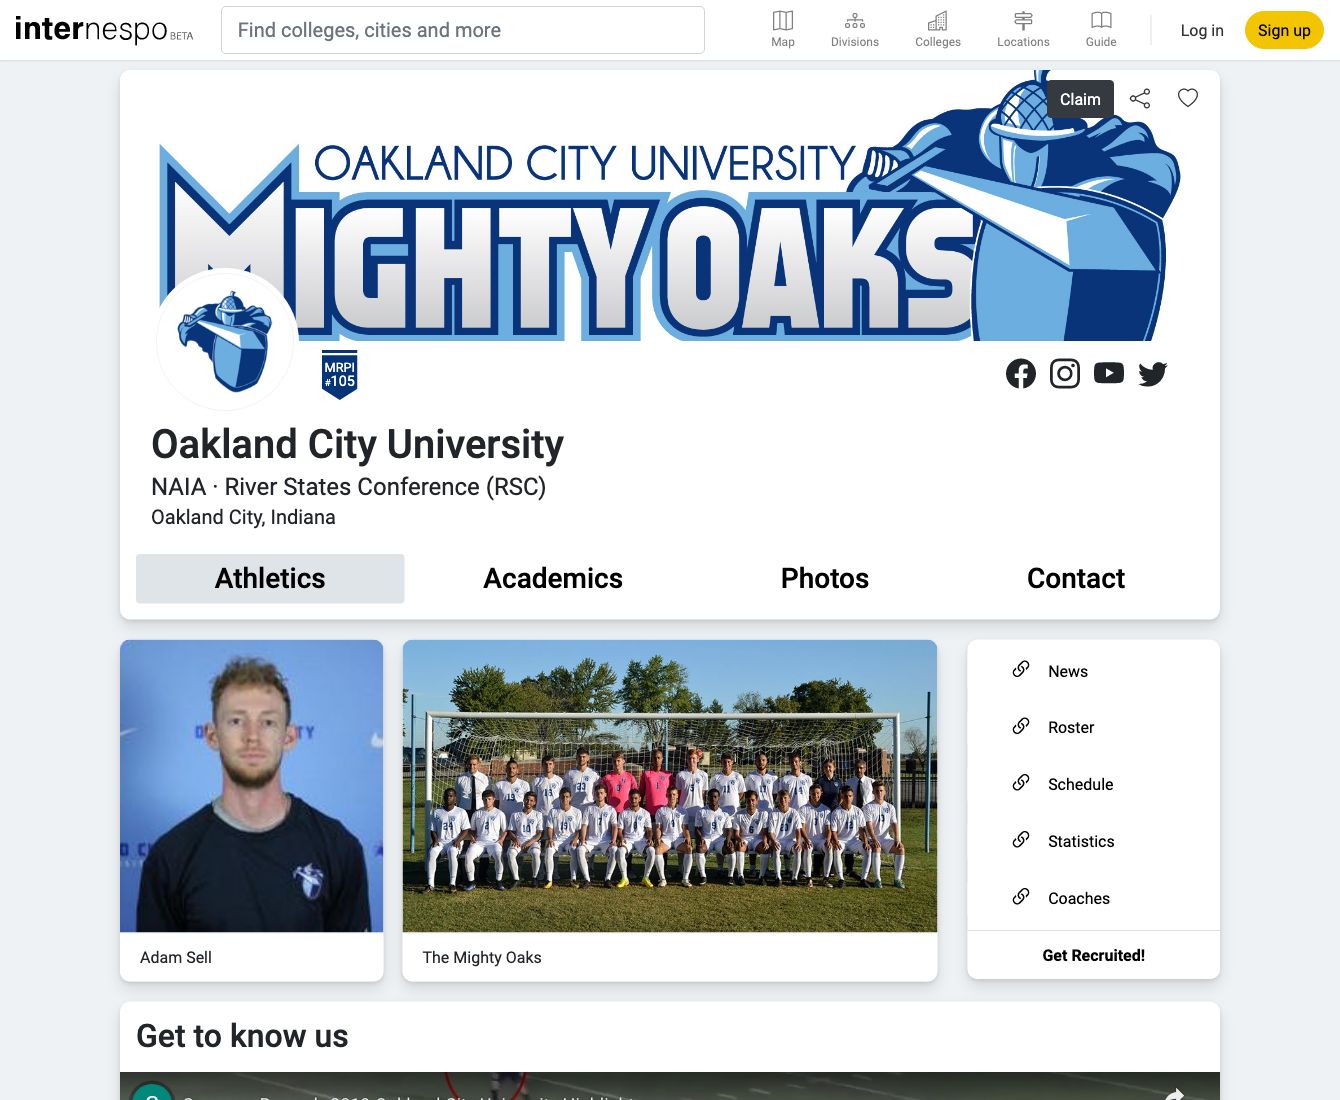 internespo BETA
Find colleges, cities and more
Map
Divisions
Colleges
Locations
Guide
Log in
Sign up
Claim
OAKLAND CITY UNIVERSITY
MIGHTY OAKS
MRPI
#105
Oakland City University
NAIA · River States Conference (RSC)
Oakland City, Indiana
Athletics
Academics
Photos
Contact
News
Roster
Schedule
Statistics
Coaches
Get Recruited!
Adam Sell
The Mighty Oaks
Get to know us